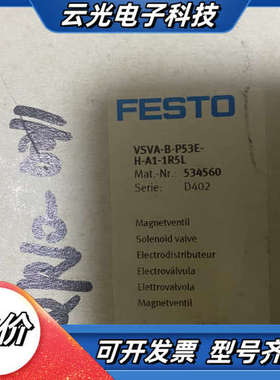 云光电子科技
FESTO
VSVA-B-P53E-
H-A1-1R5L
Mat.-Nr. 534560
Serie: D402
Magnetventil
Solenoid valve
Electrodistributeur
Electroválvula
Elettrovalvola
Magnetventil
价
可开发票 型号齐